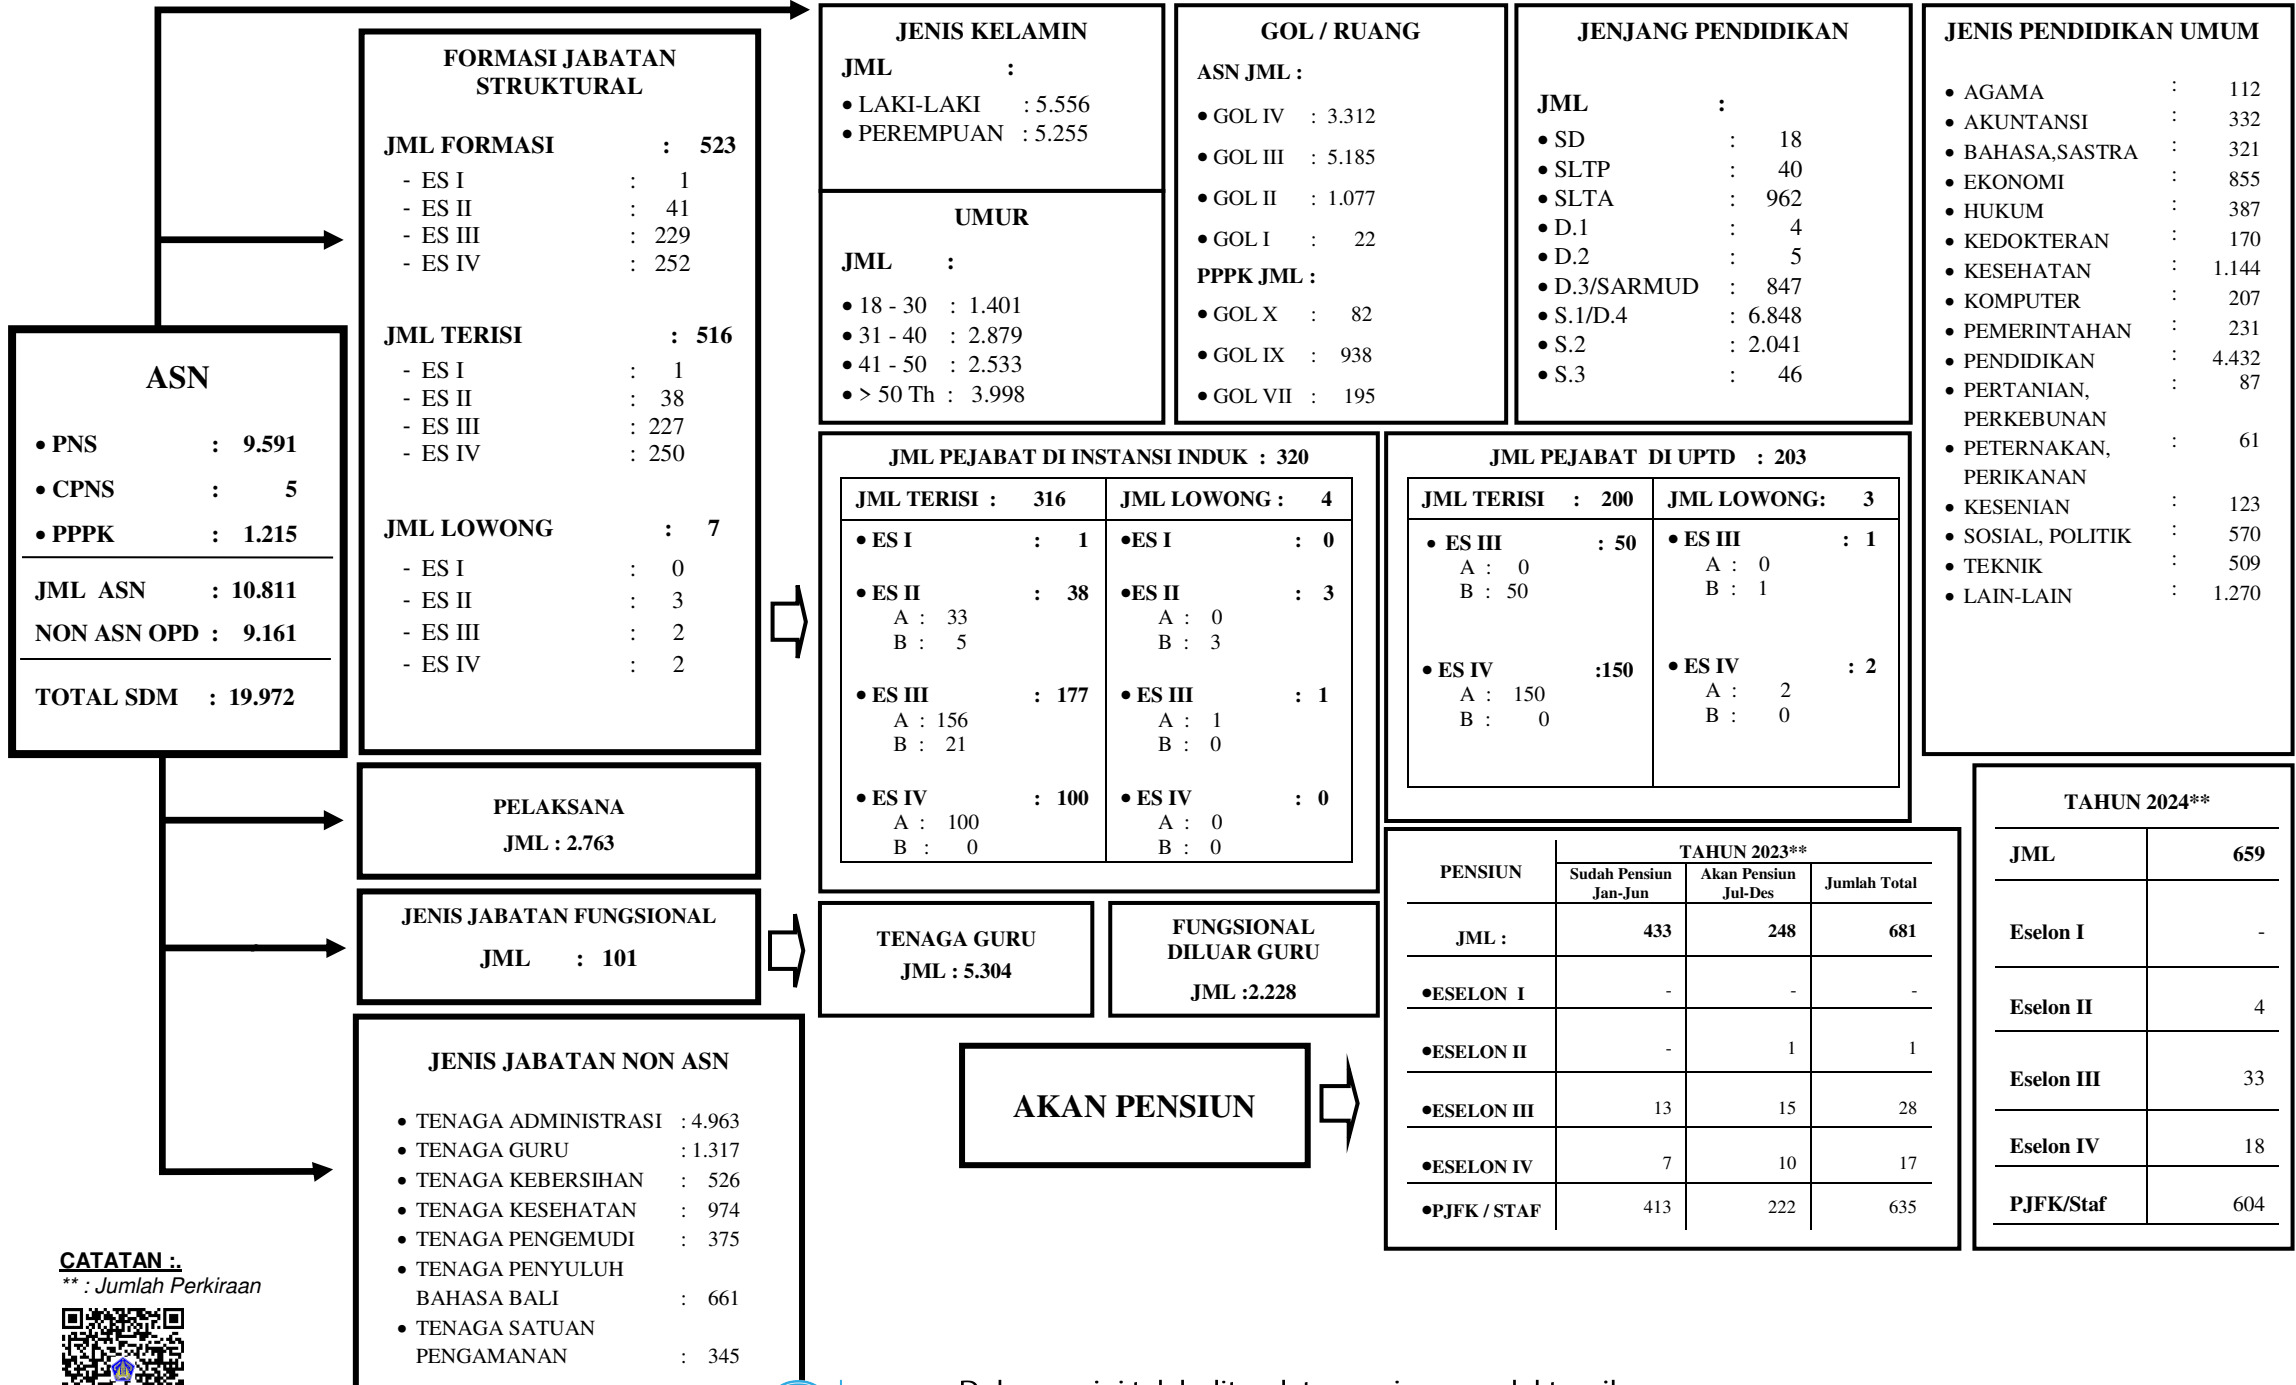 ASN
• PNS : 9.591
• CPNS : 5
• PPPK : 1.215
JML ASN : 10.811
NON ASN OPD : 9.161
TOTAL SDM : 19.972
FORMASI JABATAN
STRUKTURAL
JML FORMASI : 523
- ES I : 1
- ES II : 41
- ES III : 229
- ES IV : 252
JML TERISI : 516
- ES I : 1
- ES II : 38
- ES III : 227
- ES IV : 250
JML LOWONG : 7
- ES I : 0
- ES II : 3
- ES III : 2
- ES IV : 2
PELAKSANA
JML : 2.763
JENIS JABATAN FUNGSIONAL
JML : 101
JENIS JABATAN NON ASN
• TENAGA ADMINISTRASI : 4.963
• TENAGA GURU : 1.317
• TENAGA KEBERSIHAN : 526
• TENAGA KESEHATAN : 974
• TENAGA PENGEMUDI : 375
• TENAGA PENYULUH
BAHASA BALI : 661
• TENAGA SATUAN
PENGAMANAN : 345
JENIS KELAMIN
JML :
• LAKI-LAKI : 5.556
• PEREMPUAN : 5.255
UMUR
JML :
• 18 - 30 : 1.401
• 31 - 40 : 2.879
• 41 - 50 : 2.533
• > 50 Th : 3.998
GOL / RUANG
ASN JML :
• GOL IV : 3.312
• GOL III : 5.185
• GOL II : 1.077
• GOL I : 22
PPPK JML :
• GOL X : 82
• GOL IX : 938
• GOL VII : 195
JENJANG PENDIDIKAN
JML :
• SD : 18
• SLTP : 40
• SLTA : 962
• D.1 : 4
• D.2 : 5
• D.3/SARMUD : 847
• S.1/D.4 : 6.848
• S.2 : 2.041
• S.3 : 46
JENIS PENDIDIKAN UMUM
• AGAMA : 112
• AKUNTANSI : 332
• BAHASA,SASTRA : 321
• EKONOMI : 855
• HUKUM : 387
• KEDOKTERAN : 170
• KESEHATAN : 1.144
• KOMPUTER : 207
• PEMERINTAHAN : 231
• PENDIDIKAN : 4.432
• PERTANIAN, : 87
PERKEBUNAN
• PETERNAKAN, : 61
PERIKANAN
• KESENIAN : 123
• SOSIAL, POLITIK : 570
• TEKNIK : 509
• LAIN-LAIN : 1.270
JML PEJABAT DI INSTANSI INDUK : 320
JML TERISI : 316
• ES I : 1
• ES II : 38
A : 33
B : 5
• ES III : 177
A : 156
B : 21
• ES IV : 100
A : 100
B : 0
JML LOWONG : 4
•ES I : 0
•ES II : 3
A : 0
B : 3
• ES III : 1
A : 1
B : 0
• ES IV : 0
A : 0
B : 0
JML PEJABAT DI UPTD : 203
JML TERISI : 200
• ES III : 50
A : 0
B : 50
• ES IV :150
A : 150
B : 0
JML LOWONG: 3
• ES III : 1
A : 0
B : 1
• ES IV : 2
A : 2
B : 0
TENAGA GURU
JML : 5.304
FUNGSIONAL
DILUAR GURU
JML :2.228
AKAN PENSIUN
PENSIUN TAHUN 2023**
Sudah Pensiun Jan-Jun Akan Pensiun Jul-Des Jumlah Total
JML : 433 248 681
•ESELON I - - -
•ESELON II - 1 1
•ESELON III 13 15 28
•ESELON IV 7 10 17
•PJFK / STAF 413 222 635
TAHUN 2024**
JML 659
Eselon I -
Eselon II 4
Eselon III 33
Eselon IV 18
PJFK/Staf 604
CATATAN :.
** : Jumlah Perkiraan